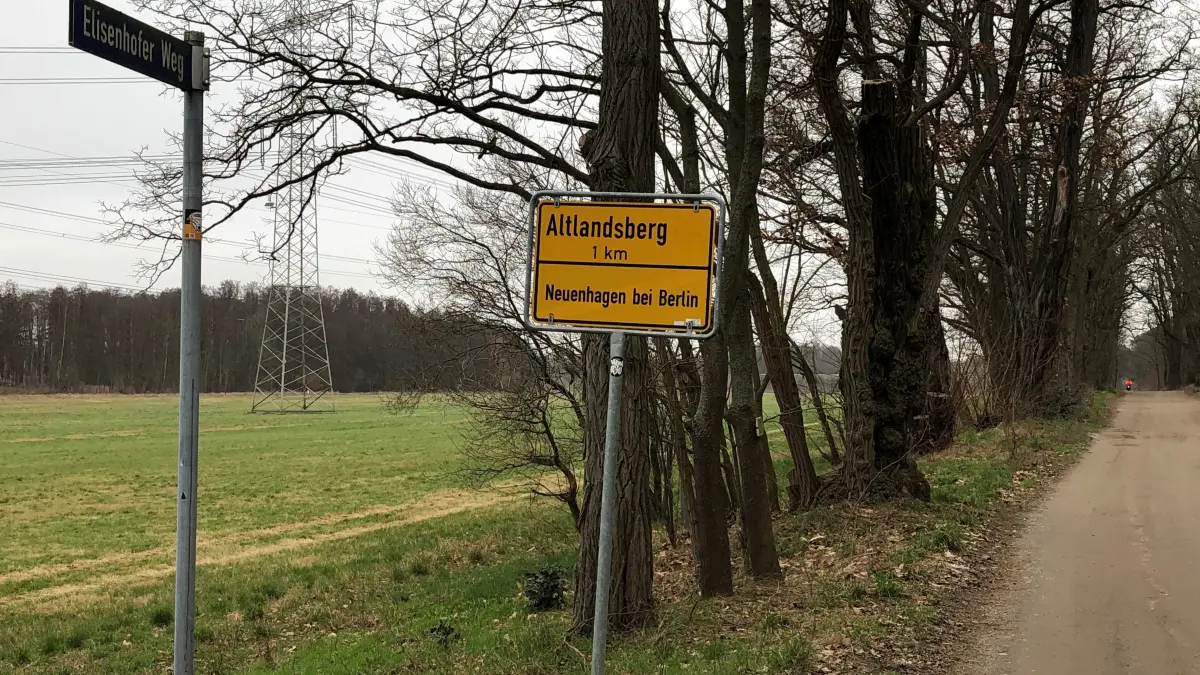 Elisenhofer Weg
Altlandsberg
1 km
Neuenhagen bei Berlin